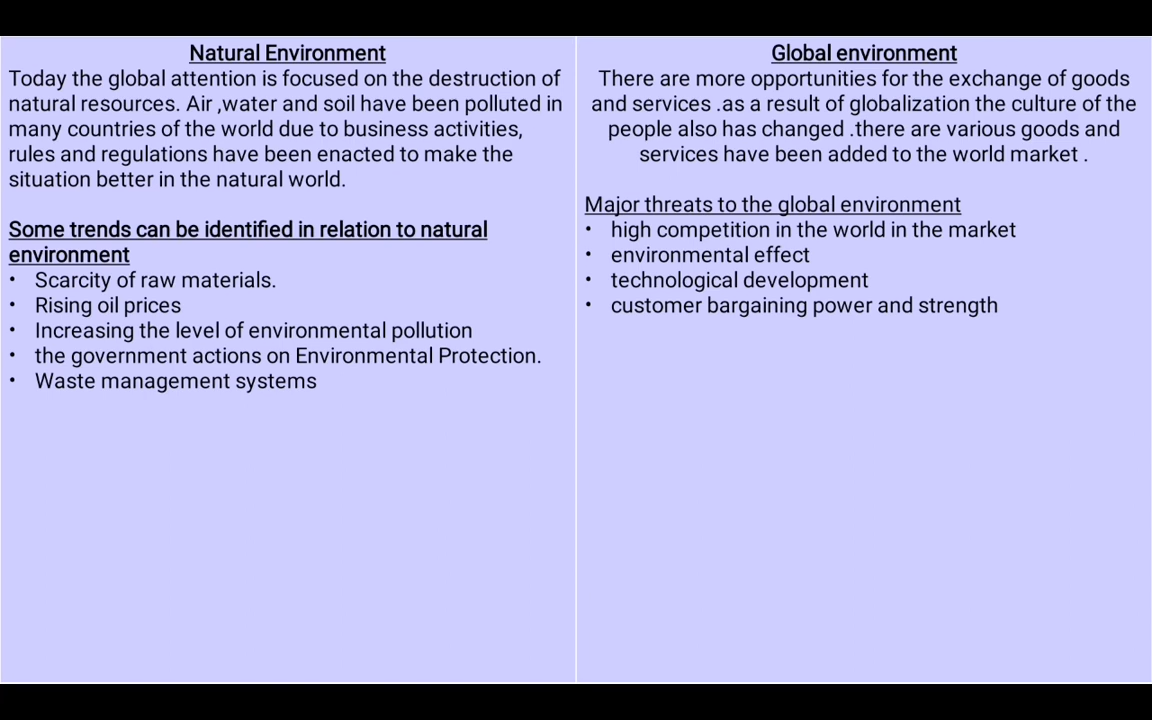 Natural Environment
Today the global attention is focused on the destruction of
natural resources. Air ,water and soil have been polluted in
many countries of the world due to business activities,
rules and regulations have been enacted to make the
situation better in the natural world.
Some trends can be identified in relation to natural
environment
• Scarcity of raw materials.
• Rising oil prices
• Increasing the level of environmental pollution
• the government actions on Environmental Protection.
• Waste management systems
Global environment
There are more opportunities for the exchange of goods
and services .as a result of globalization the culture of the
people also has changed .there are various goods and
services have been added to the world market .
Major threats to the global environment
• high competition in the world in the market
• environmental effect
• technological development
• customer bargaining power and strength